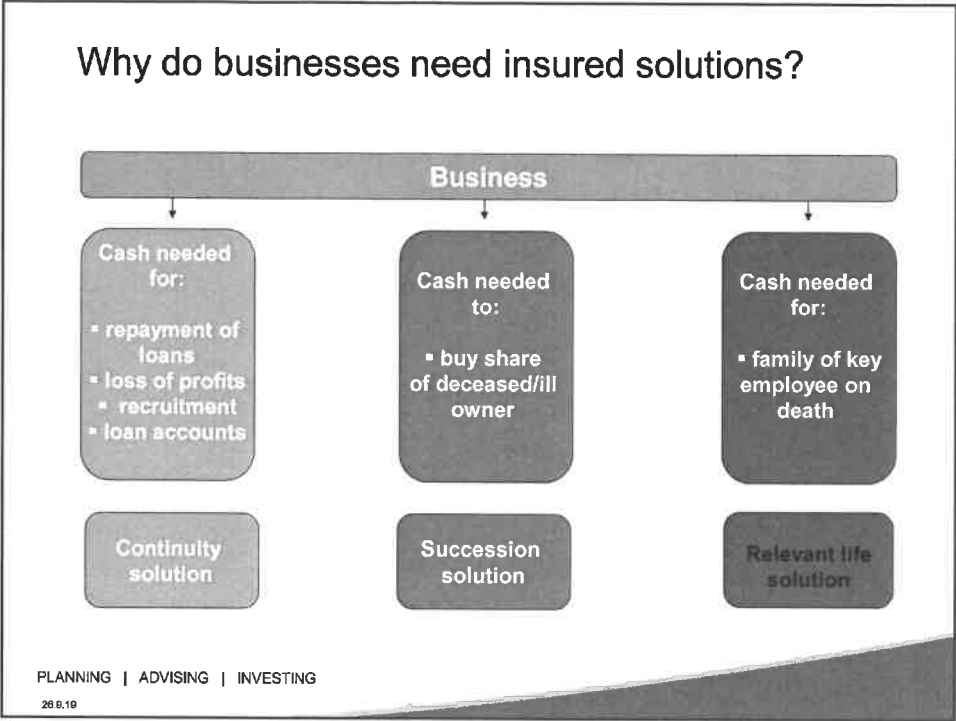 Why do businesses need insured solutions?
Business
Cash needed
for:
▪ repayment of
loans
▪ loss of profits
▪ recruitment
▪ loan accounts
Continuity
solution
Cash needed
to:
▪ buy share
of deceased/ill
owner
Succession
solution
Cash needed
for:
▪ family of key
employee on
death
Relevant life
solution
PLANNING | ADVISING | INVESTING
26.9.19